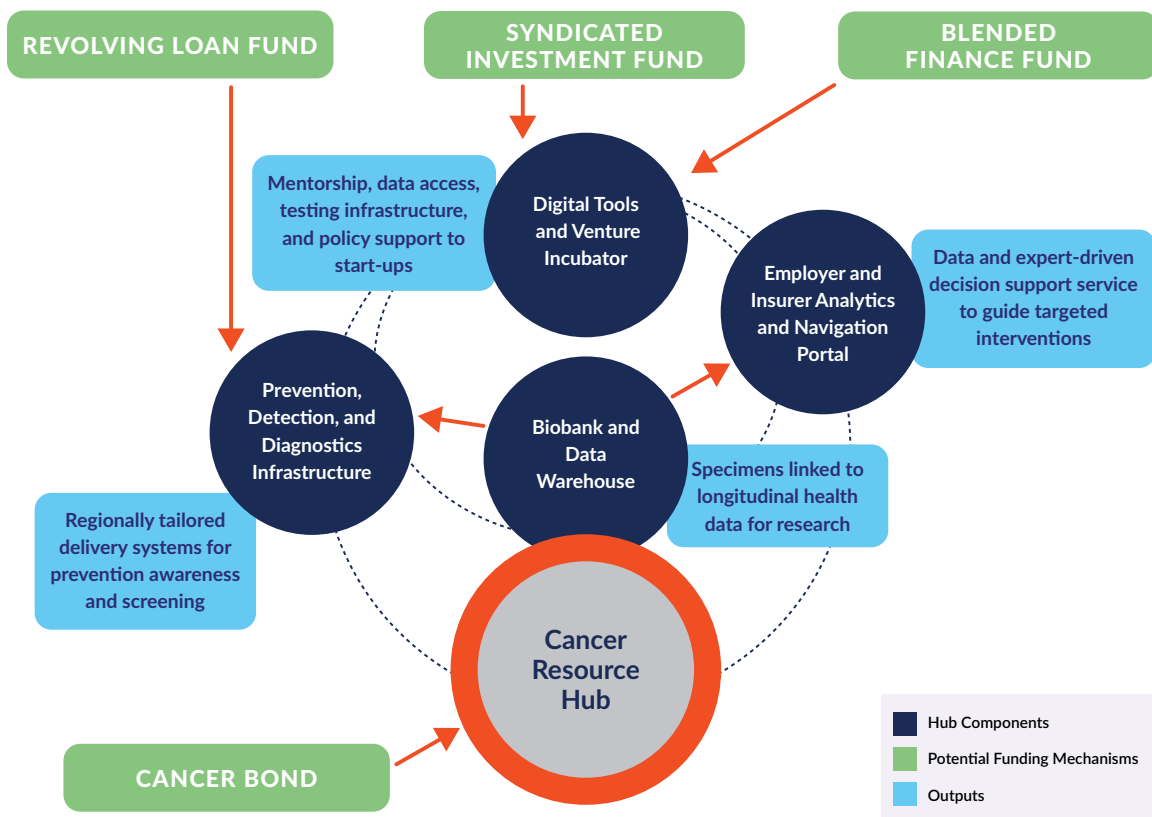 REVOLVING LOAN FUND
SYNDICATED
INVESTMENT FUND
BLENDED
FINANCE FUND
Mentorship, data access,
testing infrastructure,
and policy support to
start-ups
Digital Tools
and Venture
Incubator
Employer and
Insurer Analytics
and Navigation
Portal
Data and expert-driven
decision support service
to guide targeted
interventions
Prevention,
Detection, and
Diagnostics
Infrastructure
Biobank and
Data
Warehouse
Specimens linked to
longitudinal health
data for research
Regionally tailored
delivery systems for
prevention awareness
and screening
Cancer
Resource
Hub
CANCER BOND
Hub Components
Potential Funding Mechanisms
Outputs